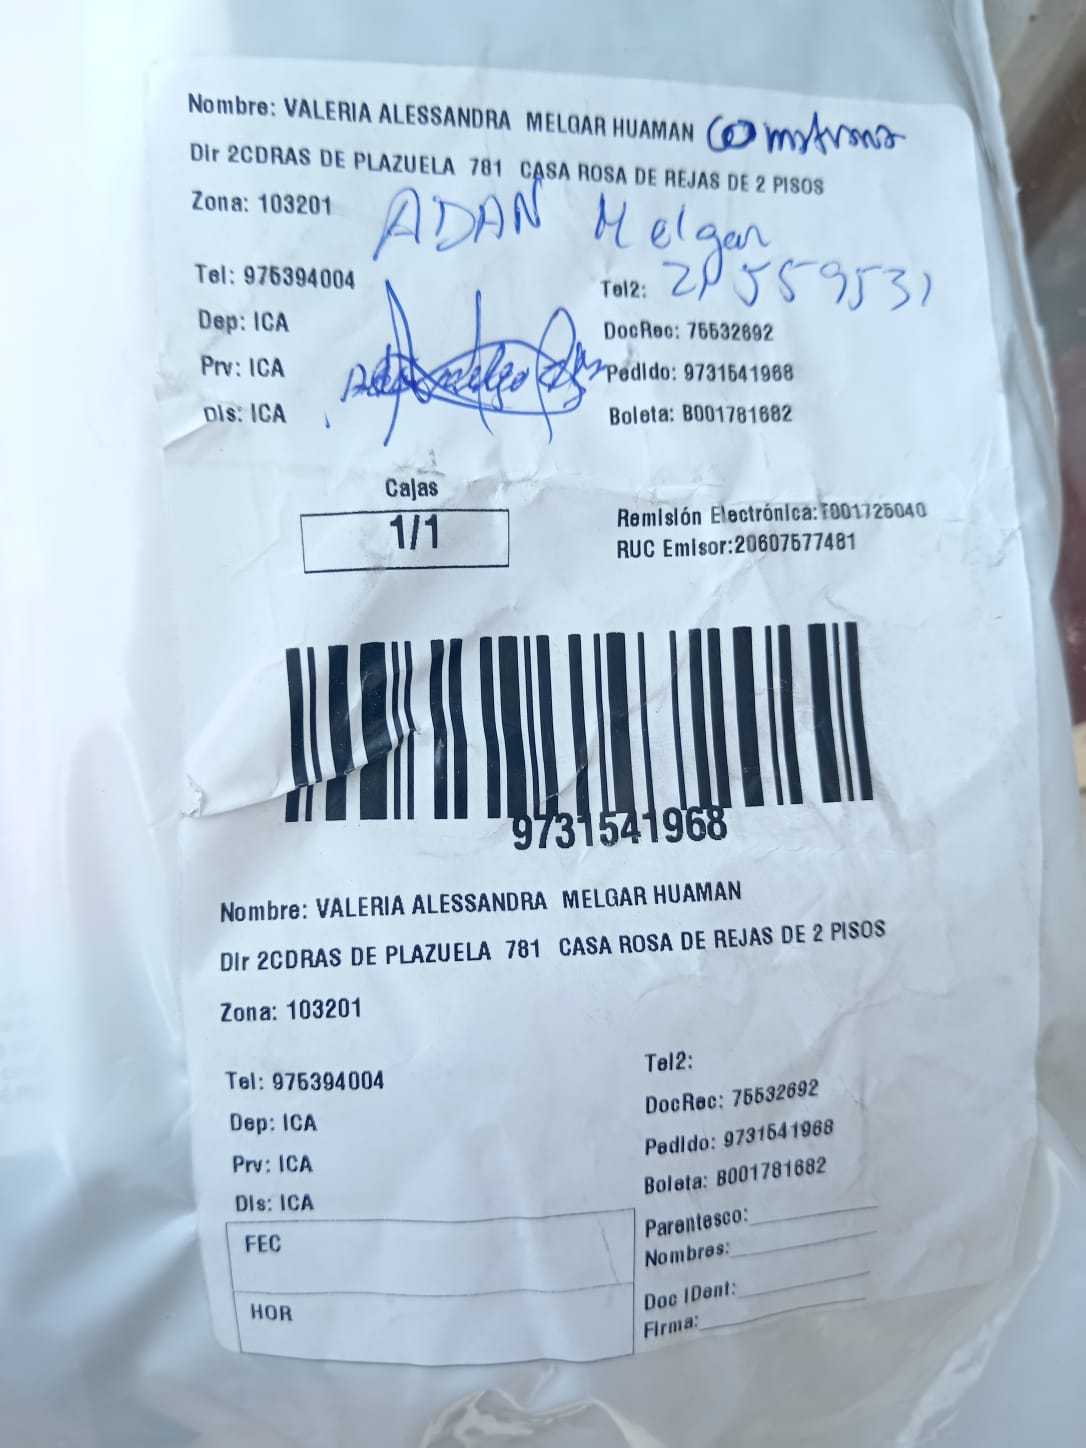 Nombre: VALERIA ALESSANDRA MELGAR HUAMAN
Dir 2CDRAS DE PLAZUELA 781 CASA ROSA DE REJAS DE 2 PISOS
Zona: 103201
ADAN Melgar
Tel: 975394004
Tel2: 21559531
Dep: ICA
DocRec: 75532692
Prv: ICA
Pedido: 9731541968
Dis: ICA
Boleta: B001781682
Cajas
1/1
Remisión Electrónica:T001725040
RUC Emisor:20607577481
9731541968
Nombre: VALERIA ALESSANDRA MELGAR HUAMAN
Dir 2CDRAS DE PLAZUELA 781 CASA ROSA DE REJAS DE 2 PISOS
Zona: 103201
Tel: 975394004
Tel2:
Dep: ICA
DocRec: 75532692
Prv: ICA
Pedido: 9731541968
Dis: ICA
Boleta: B001781682
FEC
Parentesco:
Nombres:
HOR
Doc IDent:
Firma: